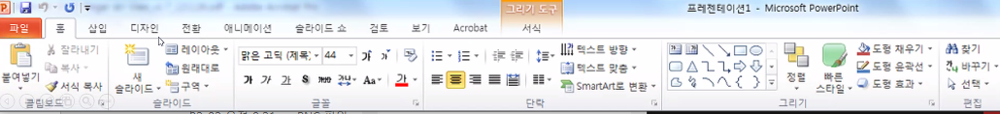 그리기 도구 프레젠테이션1 - Microsoft PowerPoint
파일 홈 삽입 디자인 전환 애니메이션 슬라이드 쇼 검토 보기 Acrobat 서식
붙여넣기
잘라내기
복사
서식 복사
클립보드
새
슬라이드
레이아웃
원래대로
구역
슬라이드
맑은 고딕 (제목) 44 가 가
가 가 가 S abc 가 Aa 가
글꼴
텍스트 방향
텍스트 맞춤
SmartArt로 변환
단락
정렬
빠른
스타일
도형 채우기
도형 윤곽선
도형 효과
그리기
찾기
바꾸기
선택
편집